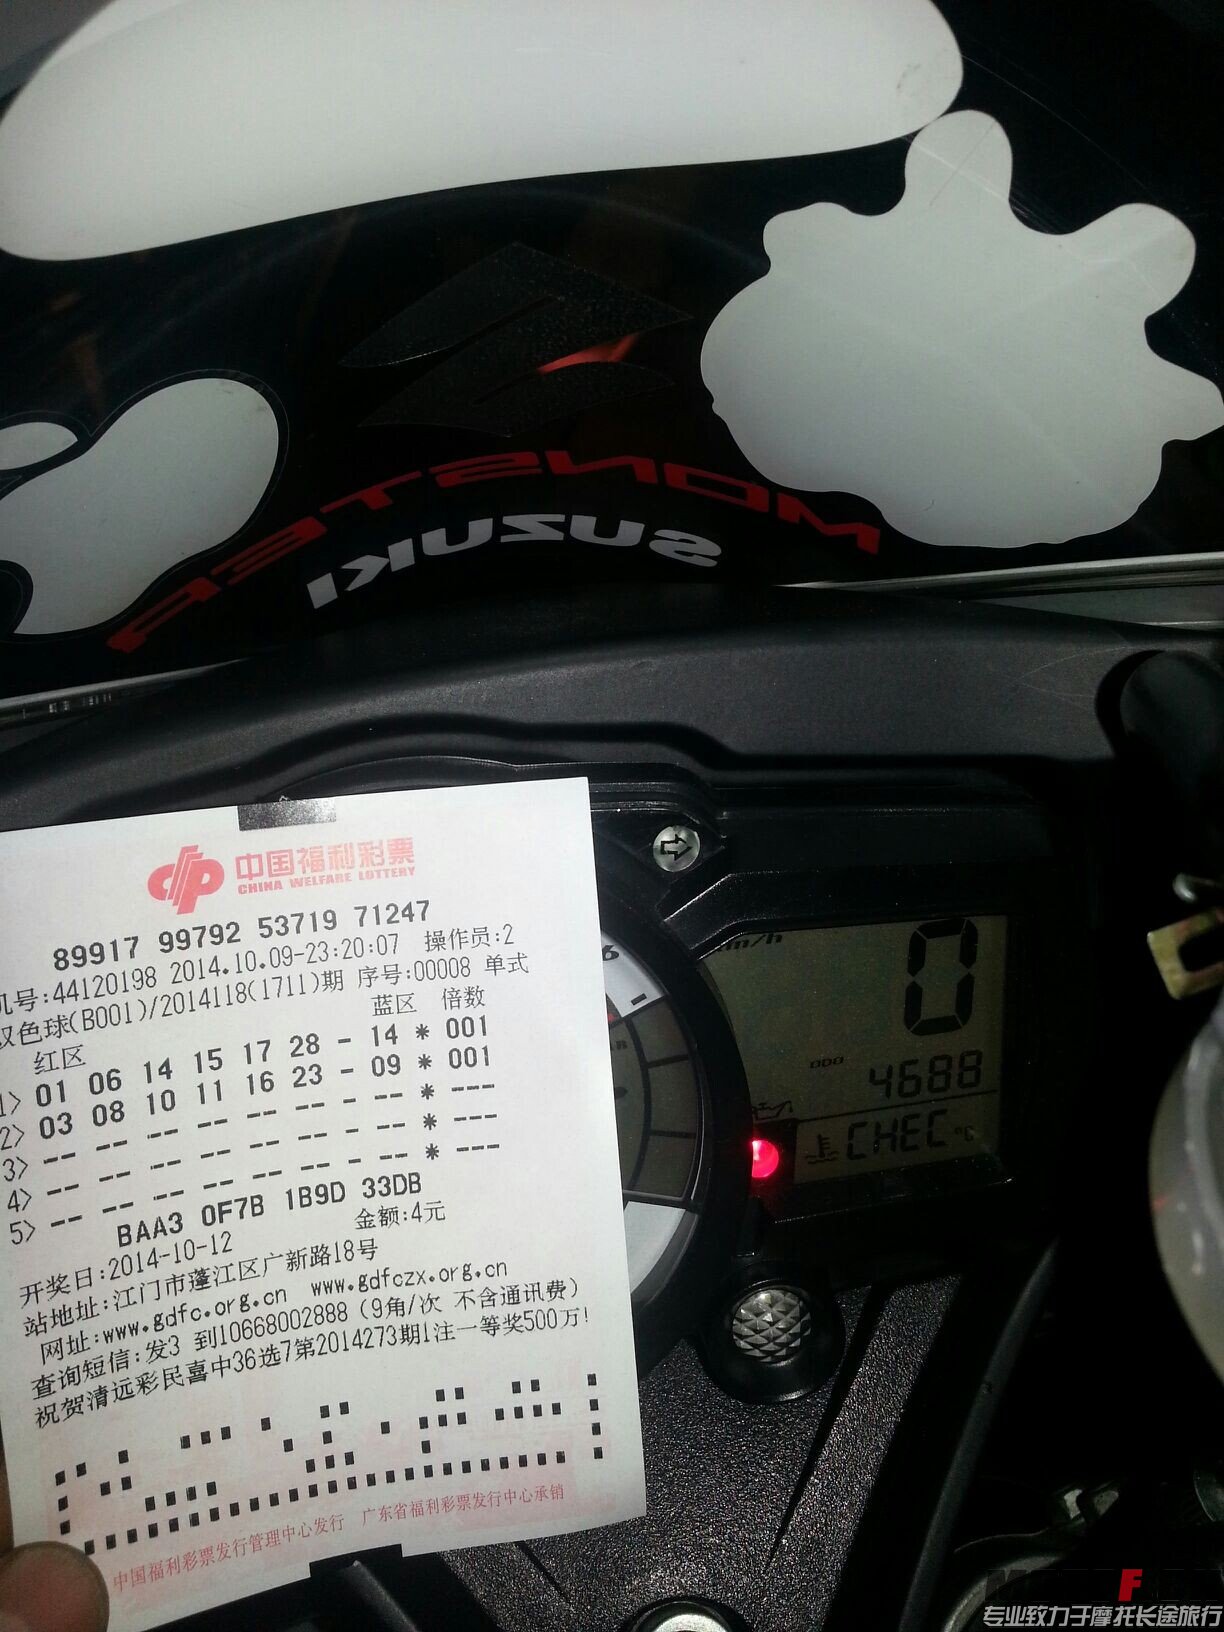 MONSTER
SUZUKI
中国福利彩票
CHINA WELFARE LOTTERY
89917 99792 53719 71247
机号:44120198 2014.10.09-23:20:07 操作员:2
双色球(B001)/2014118(1711)期 序号:00008 单式
红区 蓝区 倍数
1> 01 06 14 15 17 28 - 14 * 001
2> 03 08 10 11 16 23 - 09 * 001
3> -- -- -- -- -- -- - -- * ---
4> -- -- -- -- -- -- - -- * ---
5> -- -- -- -- -- -- - -- * ---
BAA3 0F7B 1B9D 33DB
开奖日:2014-10-12 金额:4元
站地址:江门市蓬江区广新路18号
网址:www.gdfc.org.cn www.gdfczx.org.cn
查询短信:发3 到10668002888(9角/次 不含通讯费)
祝贺清远彩民喜中36选7第2014273期1注一等奖500万!
中国福利彩票发行管理中心发行 广东省福利彩票发行中心承销
6
km/h
0
ODO
4688
CHEC °C
专业致力于摩托长途旅行